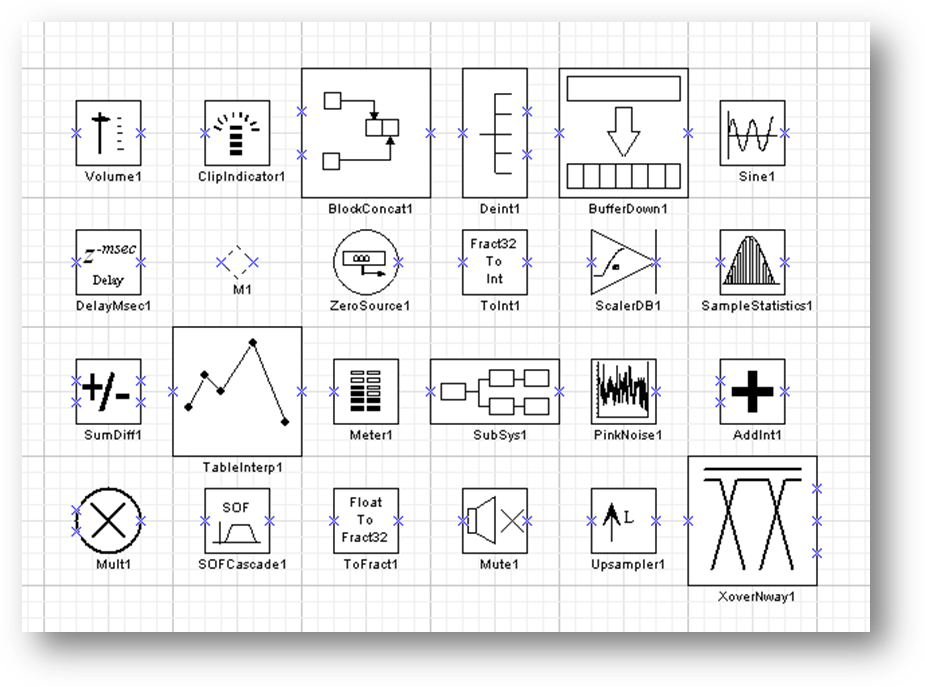 Volume1
ClipIndicator1
BlockConcat1
Deint1
BufferDown1
Sine1
z-msec
Delay
DelayMsec1
M1
ZeroSource1
Fract32
To
Int
ToInt1
ScalerDB1
SampleStatistics1
+/-
SumDiff1
TableInterp1
Meter1
SubSys1
PinkNoise1
AddInt1
Mult1
SOF
SOFCascade1
Float
To
Fract32
ToFract1
Mute1
L
Upsampler1
XoverNway1